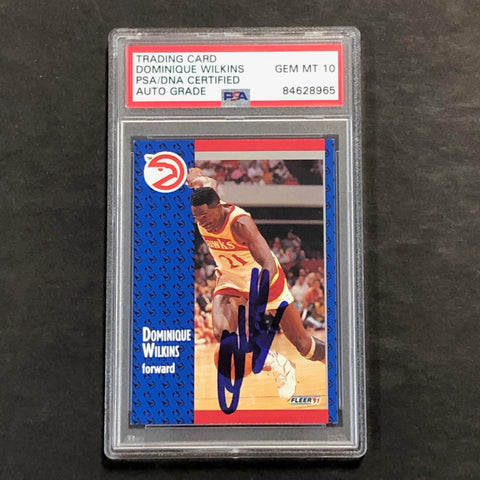 TRADING CARD
DOMINIQUE WILKINS GEM MT 10
PSA/DNA CERTIFIED
AUTO GRADE PSA 84628965
HAWKS
21
DOMINIQUE
WILKINS
forward
FLEER '91